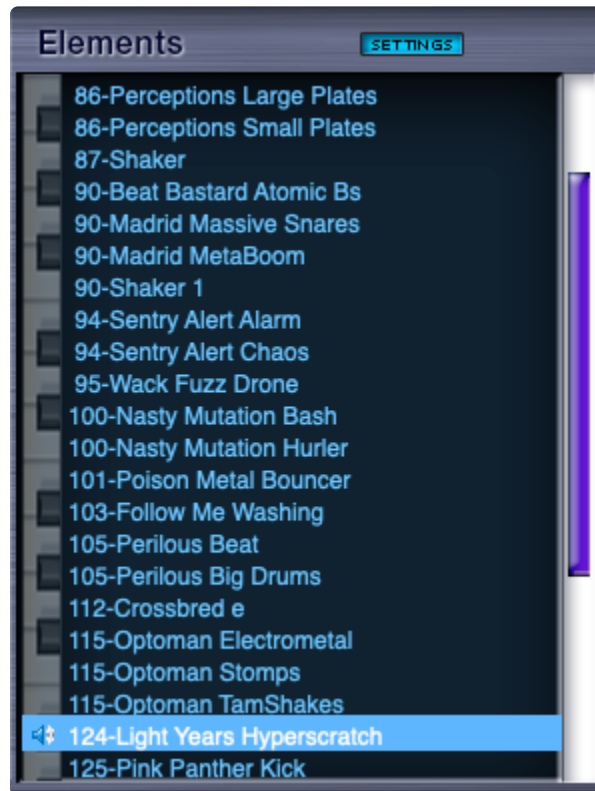 Elements
SETTINGS
86-Perceptions Large Plates
86-Perceptions Small Plates
87-Shaker
90-Beat Bastard Atomic Bs
90-Madrid Massive Snares
90-Madrid MetaBoom
90-Shaker 1
94-Sentry Alert Alarm
94-Sentry Alert Chaos
95-Wack Fuzz Drone
100-Nasty Mutation Bash
100-Nasty Mutation Hurler
101-Poison Metal Bouncer
103-Follow Me Washing
105-Perilous Beat
105-Perilous Big Drums
112-Crossbred e
115-Optoman Electrometal
115-Optoman Stomps
115-Optoman TamShakes
124-Light Years Hyperscratch
125-Pink Panther Kick